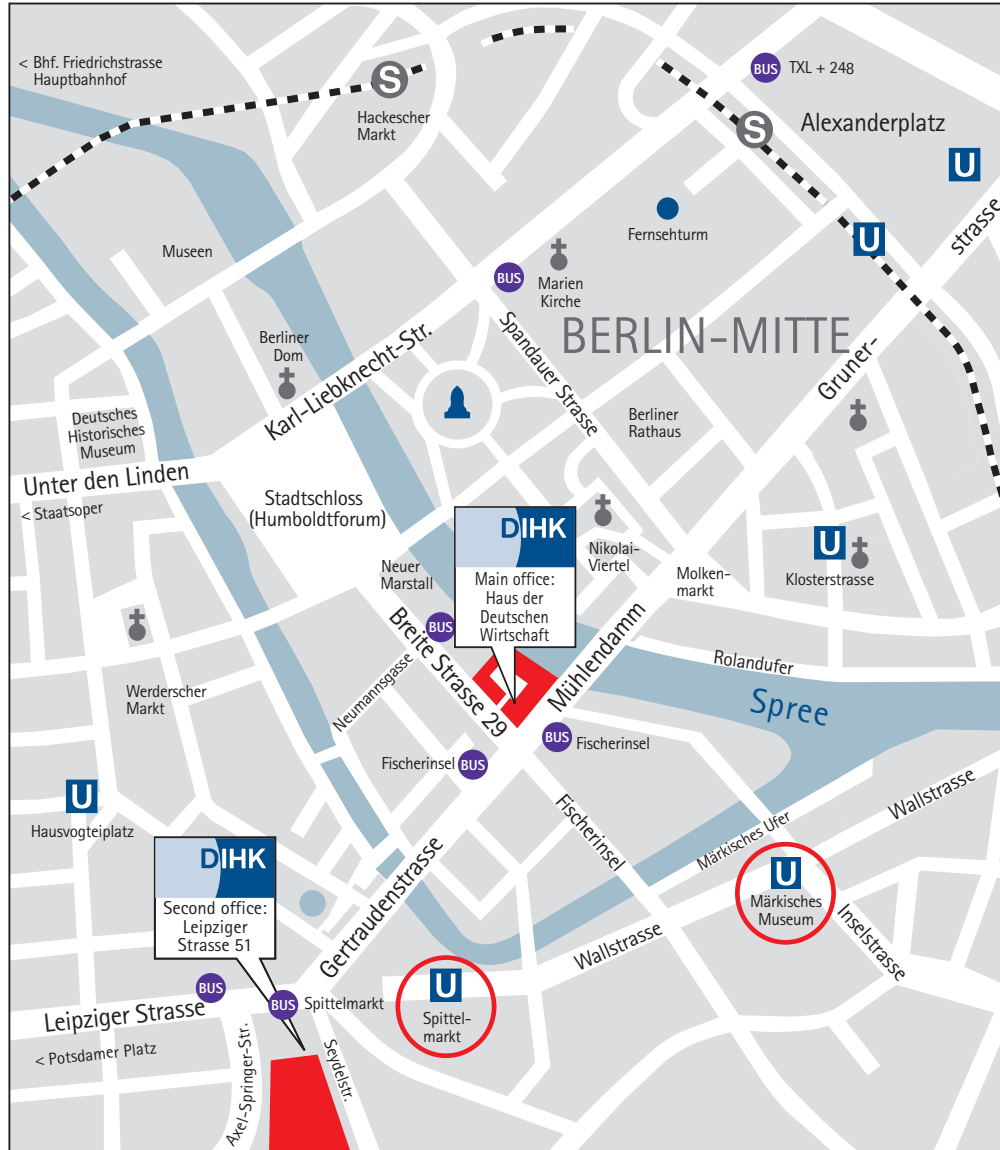 < Bhf. Friedrichstrasse
Hauptbahnhof
S
Hackescher
Markt
BUS
TXL + 248
S
Alexanderplatz
U
U
Fernsehturm
Gruner-
strasse
Museen
BUS
Marien
Kirche
BERLIN-MITTE
Berliner
Dom
Karl-Liebknecht-Str.
Spandauer Strasse
Berliner
Rathaus
Deutsches
Historisches
Museum
Unter den Linden
< Staatsoper
Stadtschloss
(Humboldtforum)
DIHK
Main office:
Haus der
Deutschen
Wirtschaft
Nikolai-
Viertel
Molken-
markt
U
Klosterstrasse
Neuer
Marstall
BUS
Breite Strasse 29
Mühlendamm
Rolandufer
Spree
Neumannsgasse
Werderscher
Markt
Fischerinsel
BUS
BUS
Fischerinsel
Fischerinsel
U
Hausvogteiplatz
Märkisches Ufer
Wallstrasse
U
Märkisches
Museum
Inselstrasse
DIHK
Second office:
Leipziger
Strasse 51
Gertraudenstrasse
Wallstrasse
BUS
Leipziger Strasse
BUS
Spittelmarkt
U
Spittel-
markt
< Potsdamer Platz
Axel-Springer-Str.
Seydelstr.